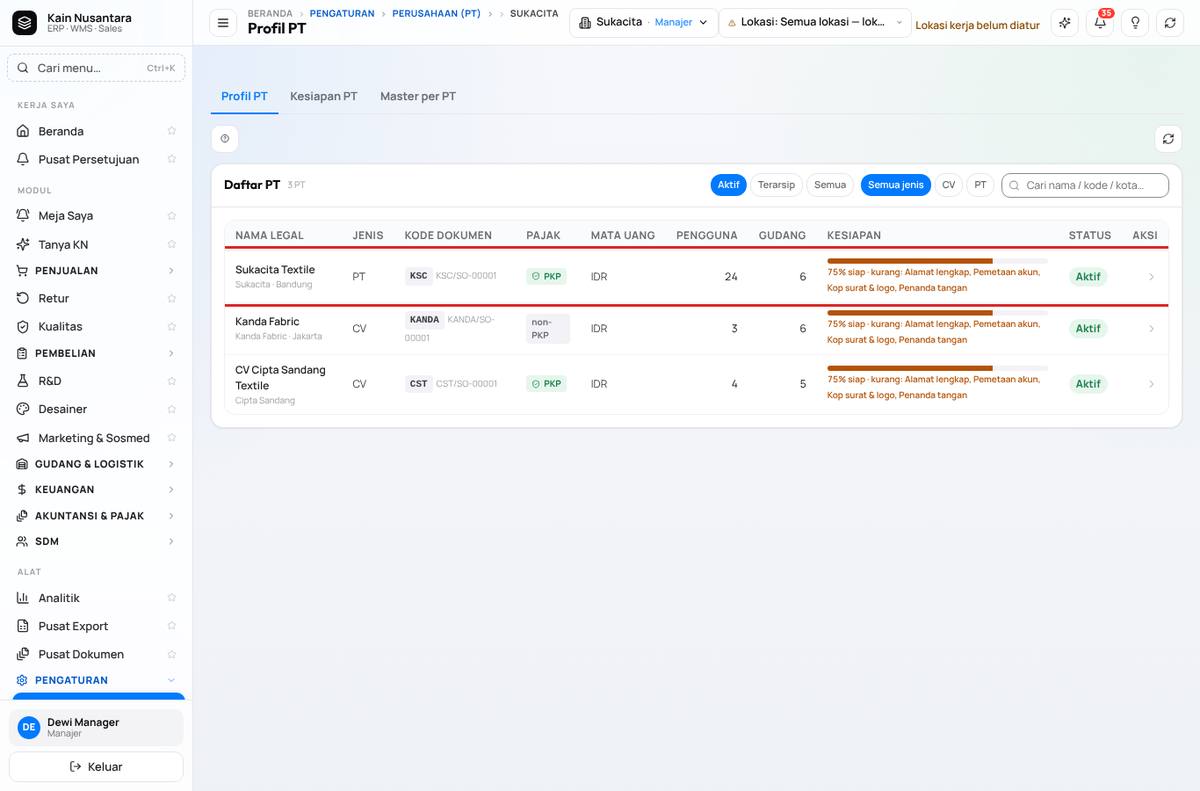 Kain Nusantara
ERP · WMS · Sales
Cari menu... Ctrl+K
KERJA SAYA
Beranda
Pusat Persetujuan
MODUL
Meja Saya
Tanya KN
PENJUALAN
Retur
Kualitas
PEMBELIAN
R&D
Desainer
Marketing & Sosmed
GUDANG & LOGISTIK
KEUANGAN
AKUNTANSI & PAJAK
SDM
ALAT
Analitik
Pusat Export
Pusat Dokumen
PENGATURAN
DE
Dewi Manager
Manajer
Keluar
BERANDA > PENGATURAN > PERUSAHAAN (PT) > > SUKACITA
Profil PT
Sukacita · Manajer
Lokasi: Semua lokasi — lok...
Lokasi kerja belum diatur
35
Profil PT Kesiapan PT Master per PT
Daftar PT 3 PT
Aktif Terarsip Semua Semua jenis CV PT Cari nama / kode / kota...
NAMA LEGAL JENIS KODE DOKUMEN PAJAK MATA UANG PENGGUNA GUDANG KESIAPAN STATUS AKSI
Sukacita Textile
Sukacita · Bandung
PT
KSC KSC/SO-00001
PKP
IDR
24
6
75% siap · kurang: Alamat lengkap, Pemetaan akun,
Kop surat & logo, Penanda tangan
Aktif
Kanda Fabric
Kanda Fabric · Jakarta
CV
KANDA KANDA/SO-
00001
non-
PKP
IDR
3
6
75% siap · kurang: Alamat lengkap, Pemetaan akun,
Kop surat & logo, Penanda tangan
Aktif
CV Cipta Sandang
Textile
Cipta Sandang
CV
CST CST/SO-00001
PKP
IDR
4
5
75% siap · kurang: Alamat lengkap, Pemetaan akun,
Kop surat & logo, Penanda tangan
Aktif